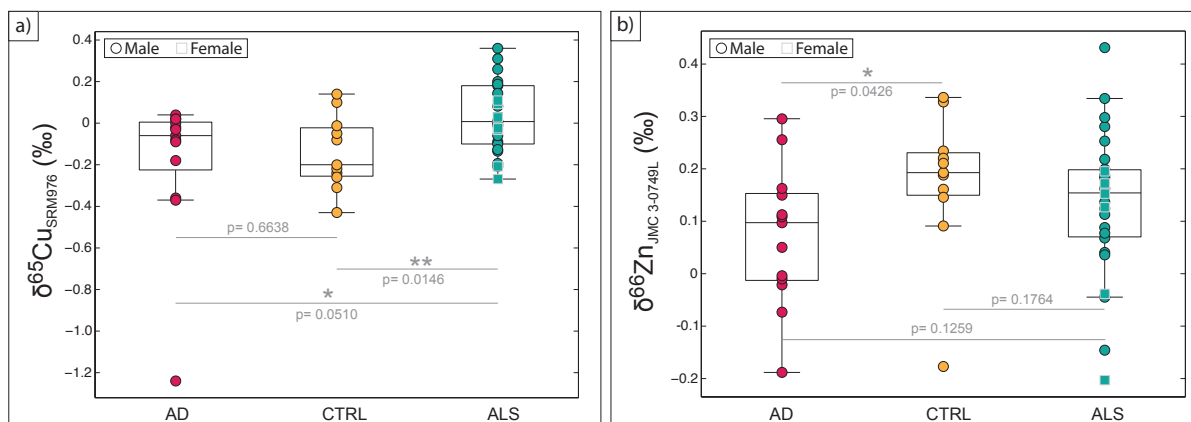 a)
Male Female
0.4
0.2
0
−0.2
−0.4
−0.6
−0.8
−1.0
−1.2
δ65CuSRM976 (‰)
p= 0.6638
**
p= 0.0146
*
p= 0.0510
AD CTRL ALS
b)
Male Female
0.4
0.3
0.2
0.1
0
-0.1
−0.2
δ66ZnJMC 3-0749L (‰)
*
p= 0.0426
p= 0.1764
p= 0.1259
AD CTRL ALS